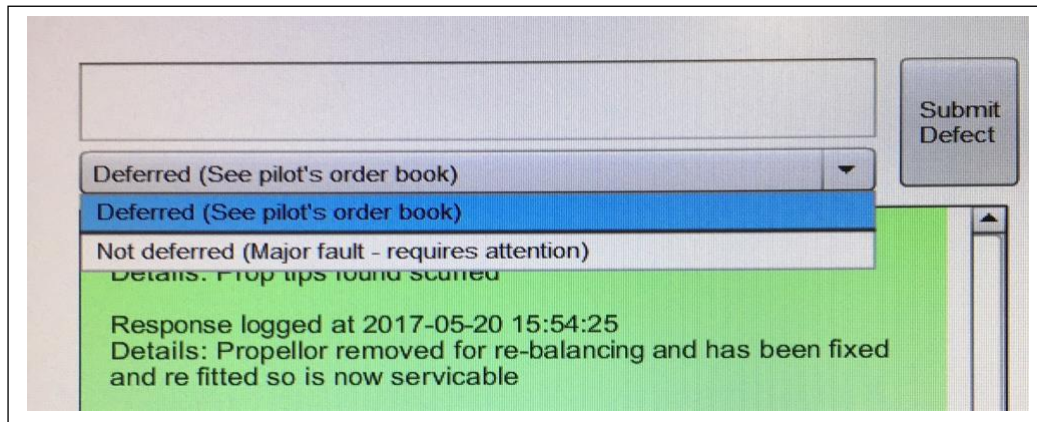 Submit
Defect
Deferred (See pilot's order book)
Deferred (See pilot's order book)
Not deferred (Major fault - requires attention)
Details: Prop tips found scuffed
Response logged at 2017-05-20 15:54:25
Details: Propellor removed for re-balancing and has been fixed
and re fitted so is now servicable